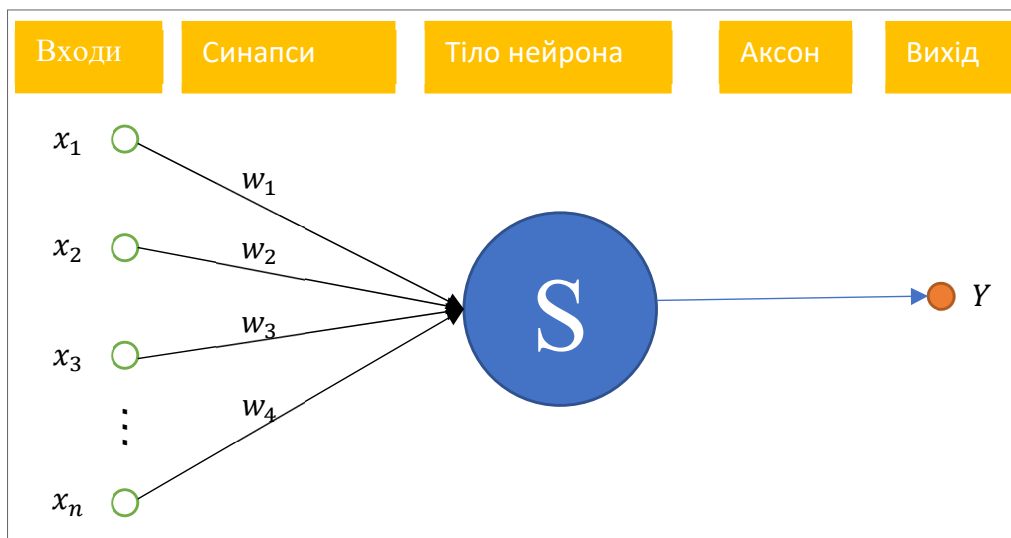 Входи Синапси Тіло нейрона Аксон Вихід
x₁
w₁
x₂
w₂
S
Y
x₃
w₃
⋮
w₄
xₙ